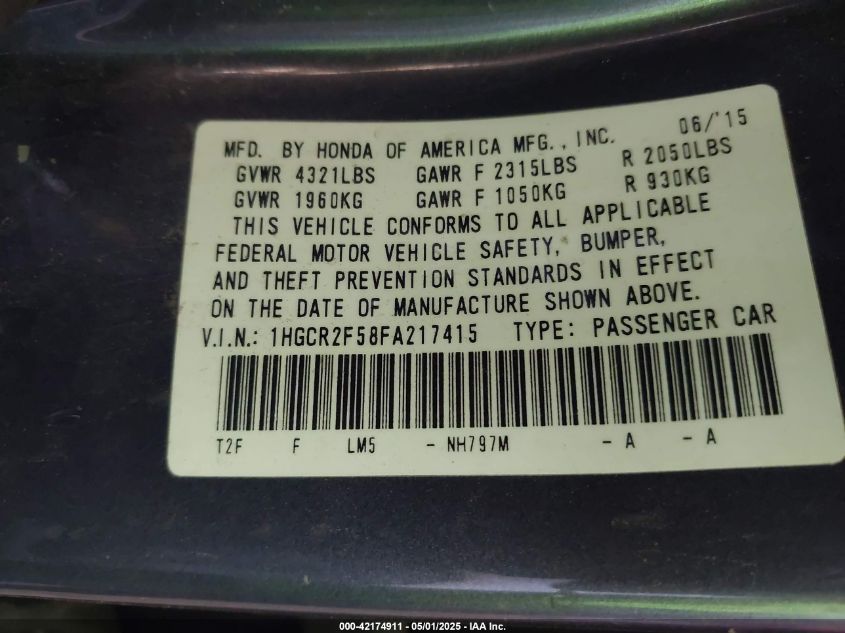 MFD. BY HONDA OF AMERICA MFG., INC. 06/'15
GVWR 4321LBS GAWR F 2315LBS R 2050LBS
GVWR 1960KG GAWR F 1050KG R 930KG
THIS VEHICLE CONFORMS TO ALL APPLICABLE
FEDERAL MOTOR VEHICLE SAFETY, BUMPER,
AND THEFT PREVENTION STANDARDS IN EFFECT
ON THE DATE OF MANUFACTURE SHOWN ABOVE.
V.I.N.: 1HGCR2F58FA217415 TYPE: PASSENGER CAR
T2F F LM5 - NH797M - A - A
000-42174911 - 05/01/2025 - IAA Inc.